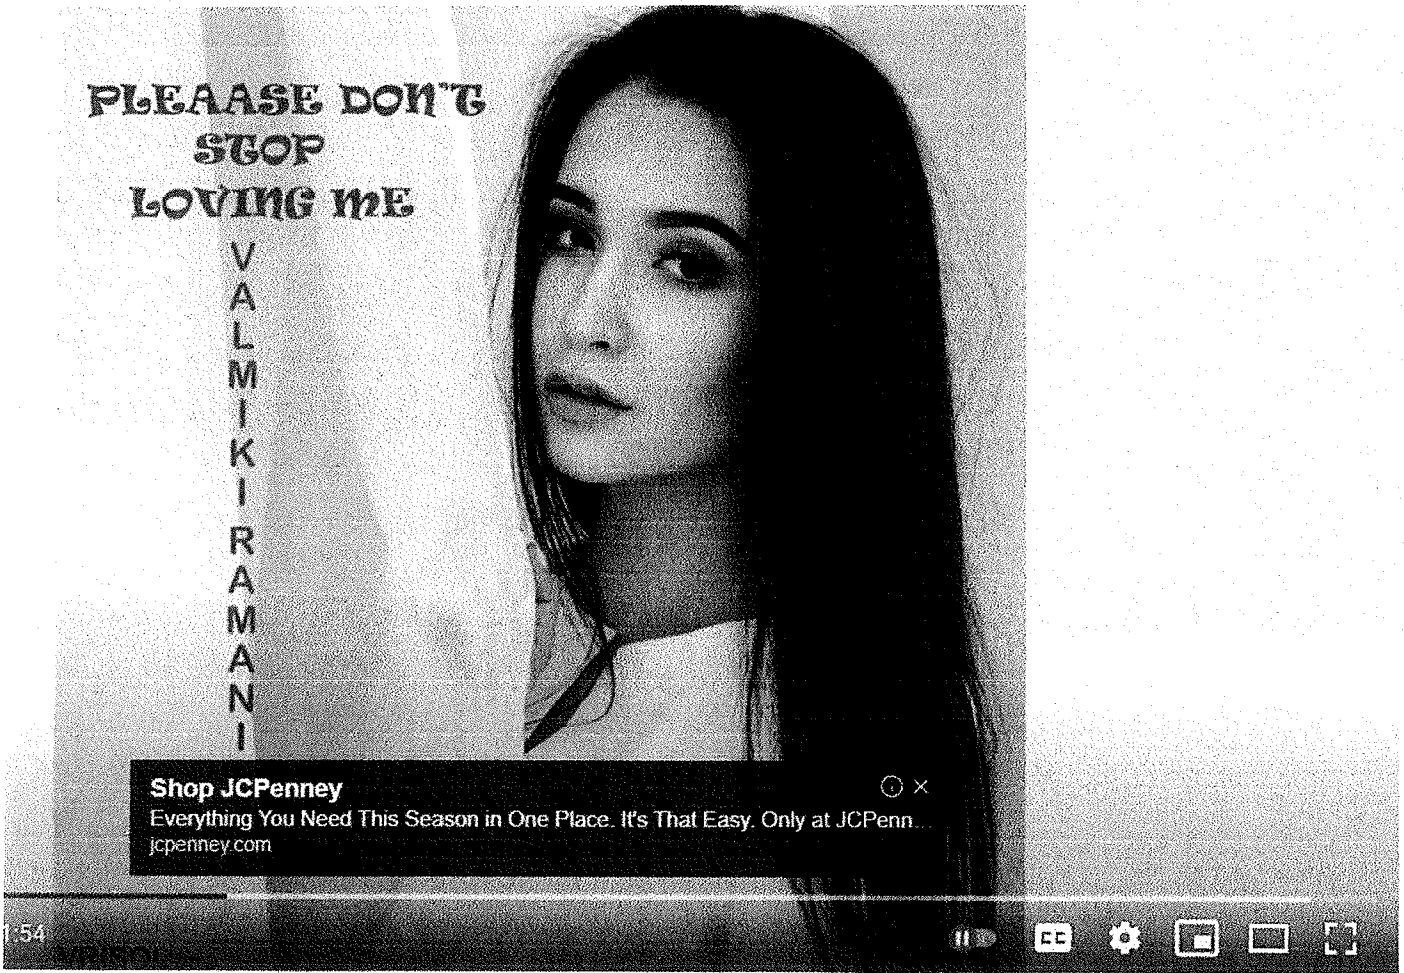 PLEAASE DON'T
STOP
LOVING ME
V
A
L
M
I
K
I
R
A
M
A
N
I
Shop JCPenney
Everything You Need This Season in One Place. It's That Easy. Only at JCPenn...
jcpenney.com
1:54
CC